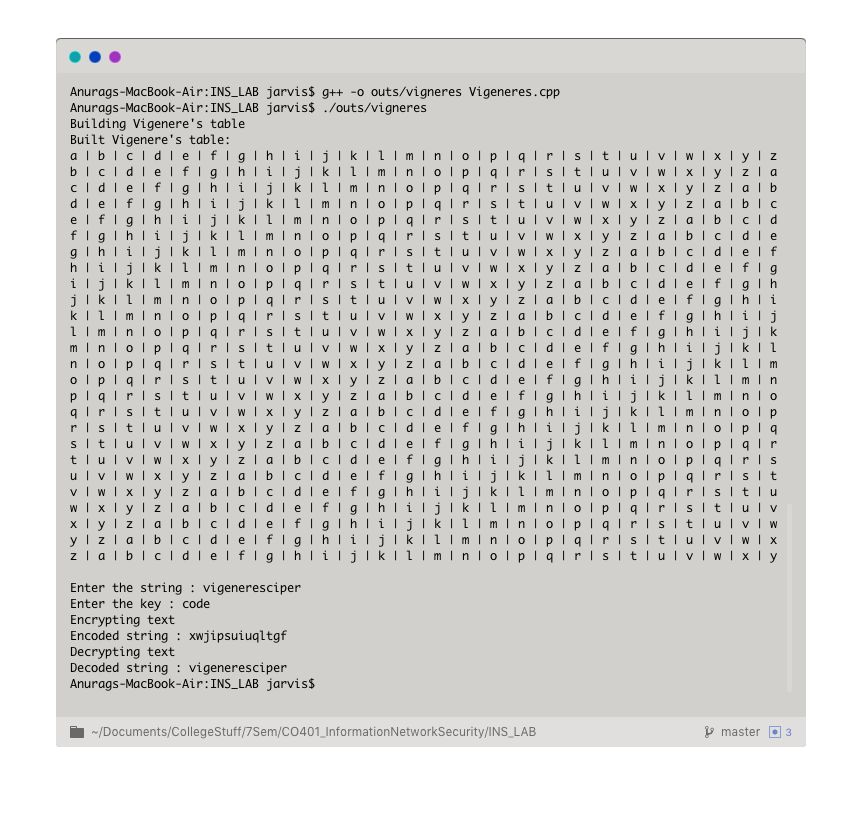 Anurags-MacBook-Air:INS_LAB jarvis$ g++ -o outs/vigneres Vigeneres.cpp
Anurags-MacBook-Air:INS_LAB jarvis$ ./outs/vigneres
Building Vigenere's table
Built Vigenere's table:
a | b | c | d | e | f | g | h | i | j | k | l | m | n | o | p | q | r | s | t | u | v | w | x | y | z
b | c | d | e | f | g | h | i | j | k | l | m | n | o | p | q | r | s | t | u | v | w | x | y | z | a
c | d | e | f | g | h | i | j | k | l | m | n | o | p | q | r | s | t | u | v | w | x | y | z | a | b
d | e | f | g | h | i | j | k | l | m | n | o | p | q | r | s | t | u | v | w | x | y | z | a | b | c
e | f | g | h | i | j | k | l | m | n | o | p | q | r | s | t | u | v | w | x | y | z | a | b | c | d
f | g | h | i | j | k | l | m | n | o | p | q | r | s | t | u | v | w | x | y | z | a | b | c | d | e
g | h | i | j | k | l | m | n | o | p | q | r | s | t | u | v | w | x | y | z | a | b | c | d | e | f
h | i | j | k | l | m | n | o | p | q | r | s | t | u | v | w | x | y | z | a | b | c | d | e | f | g
i | j | k | l | m | n | o | p | q | r | s | t | u | v | w | x | y | z | a | b | c | d | e | f | g | h
j | k | l | m | n | o | p | q | r | s | t | u | v | w | x | y | z | a | b | c | d | e | f | g | h | i
k | l | m | n | o | p | q | r | s | t | u | v | w | x | y | z | a | b | c | d | e | f | g | h | i | j
l | m | n | o | p | q | r | s | t | u | v | w | x | y | z | a | b | c | d | e | f | g | h | i | j | k
m | n | o | p | q | r | s | t | u | v | w | x | y | z | a | b | c | d | e | f | g | h | i | j | k | l
n | o | p | q | r | s | t | u | v | w | x | y | z | a | b | c | d | e | f | g | h | i | j | k | l | m
o | p | q | r | s | t | u | v | w | x | y | z | a | b | c | d | e | f | g | h | i | j | k | l | m | n
p | q | r | s | t | u | v | w | x | y | z | a | b | c | d | e | f | g | h | i | j | k | l | m | n | o
q | r | s | t | u | v | w | x | y | z | a | b | c | d | e | f | g | h | i | j | k | l | m | n | o | p
r | s | t | u | v | w | x | y | z | a | b | c | d | e | f | g | h | i | j | k | l | m | n | o | p | q
s | t | u | v | w | x | y | z | a | b | c | d | e | f | g | h | i | j | k | l | m | n | o | p | q | r
t | u | v | w | x | y | z | a | b | c | d | e | f | g | h | i | j | k | l | m | n | o | p | q | r | s
u | v | w | x | y | z | a | b | c | d | e | f | g | h | i | j | k | l | m | n | o | p | q | r | s | t
v | w | x | y | z | a | b | c | d | e | f | g | h | i | j | k | l | m | n | o | p | q | r | s | t | u
w | x | y | z | a | b | c | d | e | f | g | h | i | j | k | l | m | n | o | p | q | r | s | t | u | v
x | y | z | a | b | c | d | e | f | g | h | i | j | k | l | m | n | o | p | q | r | s | t | u | v | w
y | z | a | b | c | d | e | f | g | h | i | j | k | l | m | n | o | p | q | r | s | t | u | v | w | x
z | a | b | c | d | e | f | g | h | i | j | k | l | m | n | o | p | q | r | s | t | u | v | w | x | y
Enter the string : vigeneresciper
Enter the key : code
Encrypting text
Encoded string : xwjipsuiuqltgf
Decrypting text
Decoded string : vigeneresciper
Anurags-MacBook-Air:INS_LAB jarvis$
~/Documents/CollegeStuff/7Sem/CO401_InformationNetworkSecurity/INS_LAB master 3